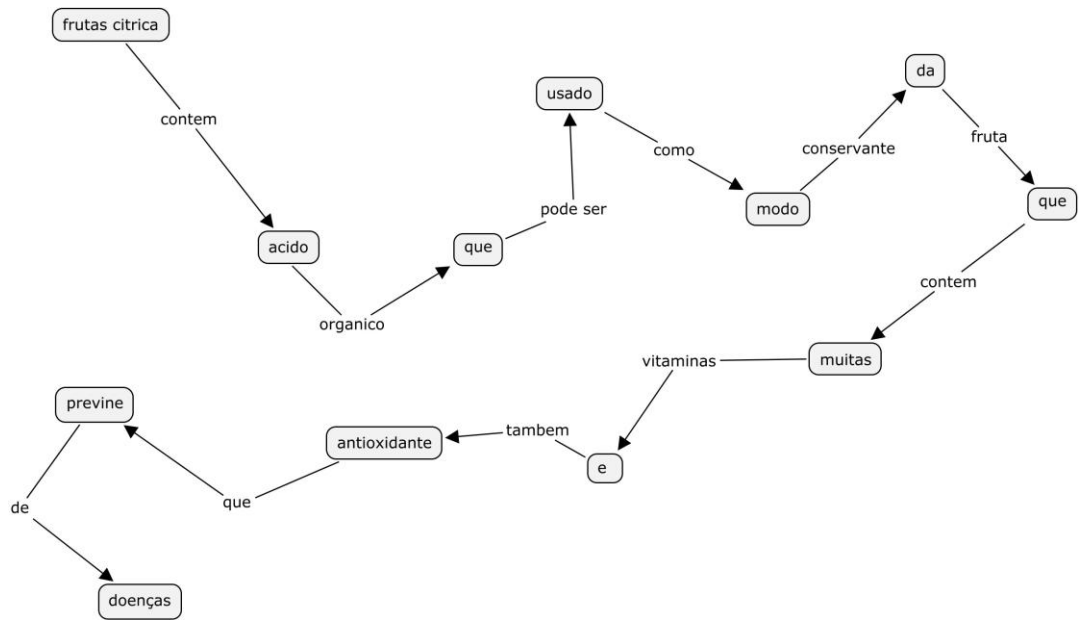 frutas citrica
contem
acido
organico
que
pode ser
usado
como
modo
conservante
da
fruta
que
contem
muitas
vitaminas
e
tambem
antioxidante
que
previne
de
doenças